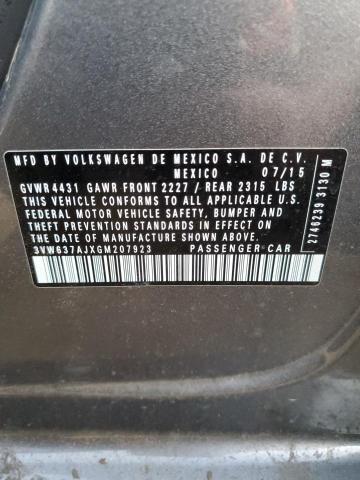 MFD BY VOLKSWAGEN DE MEXICO S.A. DE C.V.
MEXICO 07/15
GVWR4431 GAWR FRONT 2227 / REAR 2315 LBS
THIS VEHICLE CONFORMS TO ALL APPLICABLE U.S.
FEDERAL MOTOR VEHICLE SAFETY, BUMPER AND
THEFT PREVENTION STANDARDS IN EFFECT ON THE
DATE OF MANUFACTURE SHOWN ABOVE.
3VW637AJXGM207923 PASSENGER CAR
2746239 3130 M